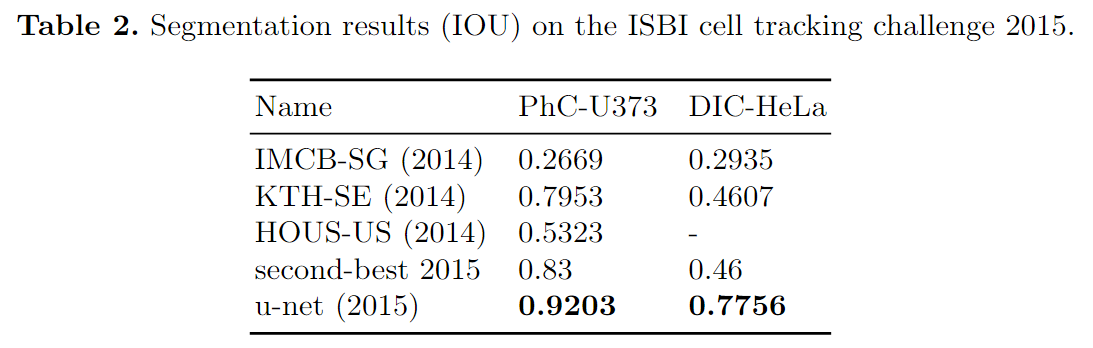 Table 2. Segmentation results (IOU) on the ISBI cell tracking challenge 2015.
Name PhC-U373 DIC-HeLa
IMCB-SG (2014) 0.2669 0.2935
KTH-SE (2014) 0.7953 0.4607
HOUS-US (2014) 0.5323 -
second-best 2015 0.83 0.46
u-net (2015) 0.9203 0.7756